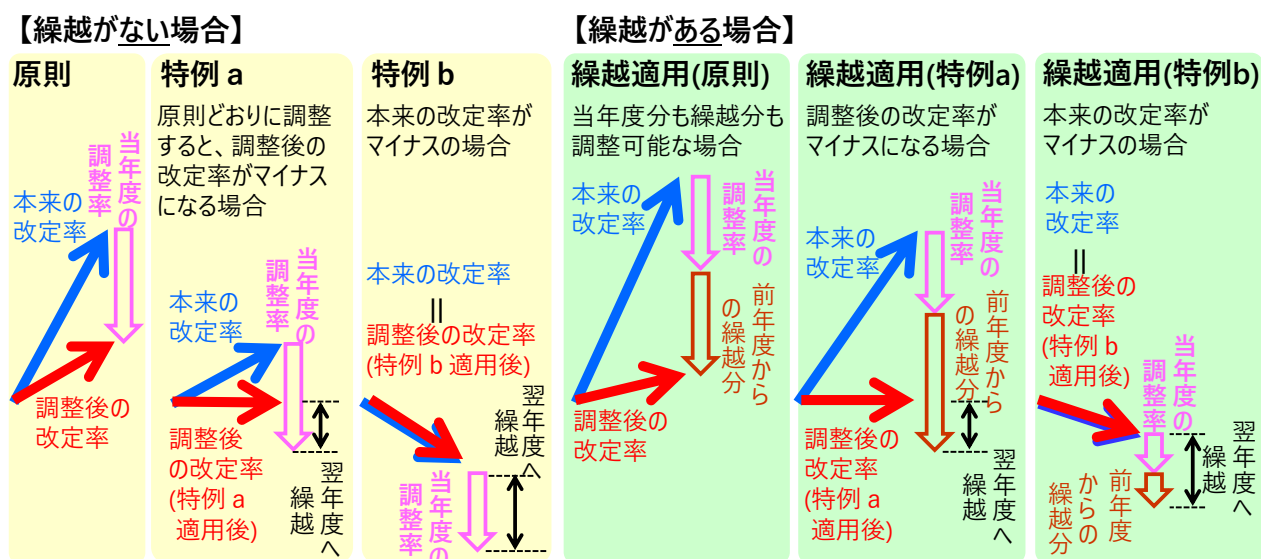 【繰越がない場合】
原則
当年度の
調整率
本来の
改定率
調整後の
改定率
特例 a
原則どおりに調整
すると、調整後の
改定率がマイナス
になる場合
当年度の
調整率
本来の
改定率
調整後
の改定率
(特例 a
適用後)
翌年度へ
繰越
特例 b
本来の改定率が
マイナスの場合
本来の改定率
||
調整後の改定率
(特例 b 適用後)
翌年度へ
繰越
当年度の
調整率
【繰越がある場合】
繰越適用(原則)
当年度分も繰越分も
調整可能な場合
本来の
改定率
当年度の
調整率
前年度から
の繰越分
調整後の
改定率
繰越適用(特例a)
調整後の改定率が
マイナスになる場合
当年度の
調整率
本来の
改定率
前年度から
の繰越分
調整後の
改定率
(特例 a
適用後)
翌年度へ
繰越
繰越適用(特例b)
本来の改定率が
マイナスの場合
本来の
改定率
||
調整後の
改定率
(特例 b
適用後)
当年度の
調整率
翌年度へ
繰越
前年度
からの
繰越分